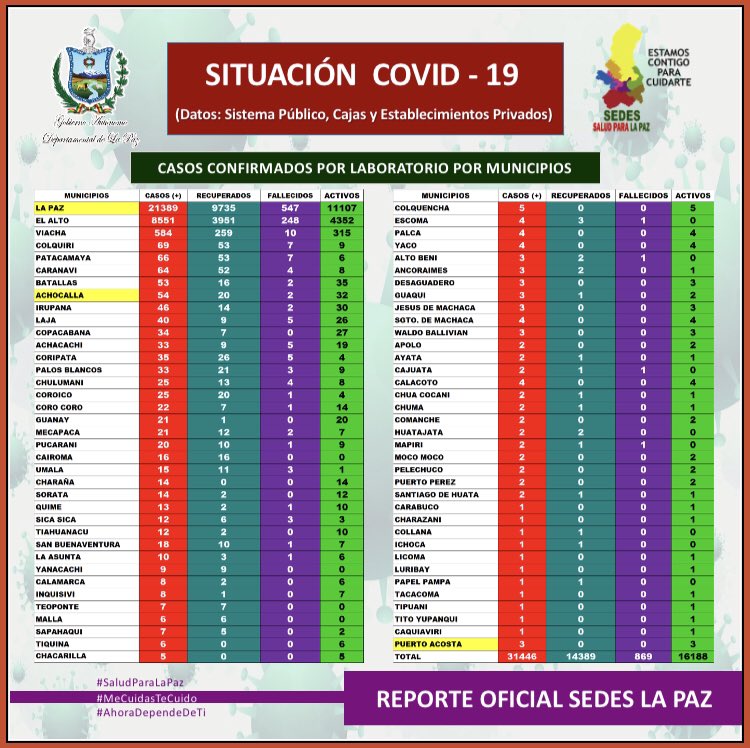 Gobierno Autónomo
Departamental de La Paz
SITUACIÓN COVID - 19
(Datos: Sistema Público, Cajas y Establecimientos Privados)
ESTAMOS
CONTIGO
PARA
CUIDARTE
SEDES
SALUD PARA LA PAZ
CASOS CONFIRMADOS POR LABORATORIO POR MUNICIPIOS
MUNICIPIOS CASOS (+) RECUPERADOS FALLECIDOS ACTIVOS
LA PAZ 21389 9735 547 11107
EL ALTO 8551 3951 248 4352
VIACHA 584 259 10 315
COLQUIRI 69 53 7 9
PATACAMAYA 66 53 7 6
CARANAVI 64 52 4 8
BATALLAS 53 16 2 35
ACHOCALLA 54 20 2 32
IRUPANA 46 14 2 30
LAJA 40 9 5 26
COPACABANA 34 7 0 27
ACHACACHI 33 9 5 19
CORIPATA 35 26 5 4
PALOS BLANCOS 33 21 3 9
CHULUMANI 25 13 4 8
COROICO 25 20 1 4
CORO CORO 22 7 1 14
GUANAY 21 1 0 20
MECAPACA 21 12 2 7
PUCARANI 20 10 1 9
CAIROMA 16 16 0 0
UMALA 15 11 3 1
CHARAÑA 14 0 0 14
SORATA 14 2 0 12
QUIME 13 2 1 10
SICA SICA 12 6 3 3
TIAHUANACU 12 2 0 10
SAN BUENAVENTURA 18 10 1 7
LA ASUNTA 10 3 1 6
YANACACHI 9 9 0 0
CALAMARCA 8 2 0 6
INQUISIVI 8 1 0 7
TEOPONTE 7 7 0 0
MALLA 6 6 0 0
SAPAHAQUI 7 5 0 2
TIQUINA 6 0 0 6
CHACARILLA 5 0 0 5
MUNICIPIOS CASOS (+) RECUPERADOS FALLECIDOS ACTIVOS
COLQUENCHA 5 0 0 5
ESCOMA 4 3 1 0
PALCA 4 0 0 4
YACO 4 0 0 4
ALTO BENI 3 2 1 0
ANCORAIMES 3 2 0 1
DESAGUADERO 3 0 0 3
GUAQUI 3 1 0 2
JESUS DE MACHACA 3 0 0 3
SGTO. DE MACHACA 4 0 0 4
WALDO BALLIVIAN 3 0 0 3
APOLO 2 0 0 2
AYATA 2 1 0 1
CAJUATA 2 1 1 0
CALACOTO 4 0 0 4
CHUA COCANI 2 1 0 1
CHUMA 2 1 0 1
COMANCHE 2 0 0 2
HUATAJATA 2 2 0 0
MAPIRI 2 1 1 0
MOCO MOCO 2 0 0 2
PELECHUCO 2 0 0 2
PUERTO PEREZ 2 0 0 2
SANTIAGO DE HUATA 2 1 0 1
CARABUCO 1 0 0 1
CHARAZANI 1 0 0 1
COLLANA 1 1 0 0
ICHOCA 1 1 0 0
LICOMA 1 0 0 1
LURIBAY 1 0 0 1
PAPEL PAMPA 1 1 0 0
TACACOMA 1 0 0 1
TIPUANI 1 0 0 1
TITO YUPANQUI 1 0 0 1
CAQUIAVIRI 1 0 0 1
PUERTO ACOSTA 3 0 0 3
TOTAL 31446 14389 869 16188
#SaludParaLaPaz
#MeCuidasTeCuido
#AhoraDependeDeTi
REPORTE OFICIAL SEDES LA PAZ